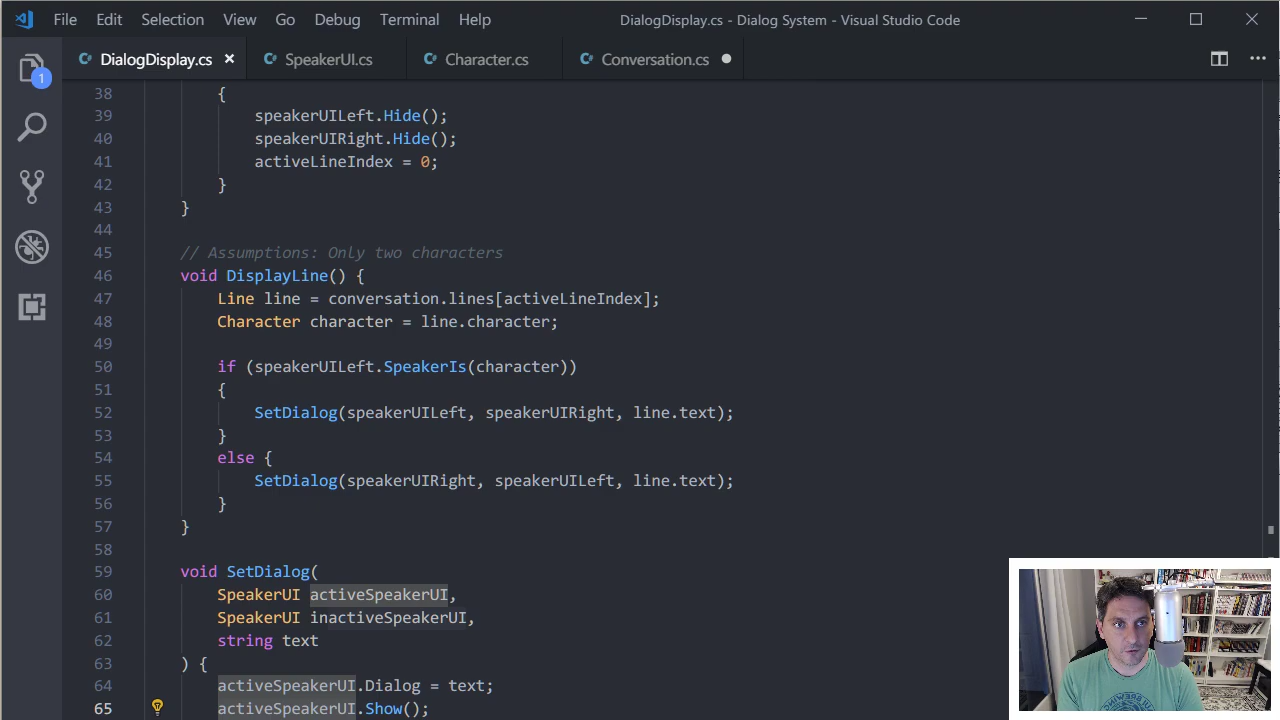 File Edit Selection View Go Debug Terminal Help DialogDisplay.cs - Dialog System - Visual Studio Code
DialogDisplay.cs SpeakerUI.cs Character.cs Conversation.cs
1
38 {
39 speakerUILeft.Hide();
40 speakerUIRight.Hide();
41 activeLineIndex = 0;
42 }
43 }
44
45 // Assumptions: Only two characters
46 void DisplayLine() {
47 Line line = conversation.lines[activeLineIndex];
48 Character character = line.character;
49
50 if (speakerUILeft.SpeakerIs(character))
51 {
52 SetDialog(speakerUILeft, speakerUIRight, line.text);
53 }
54 else {
55 SetDialog(speakerUIRight, speakerUILeft, line.text);
56 }
57 }
58
59 void SetDialog(
60 SpeakerUI activeSpeakerUI,
61 SpeakerUI inactiveSpeakerUI,
62 string text
63 ) {
64 activeSpeakerUI.Dialog = text;
65 activeSpeakerUI.Show();